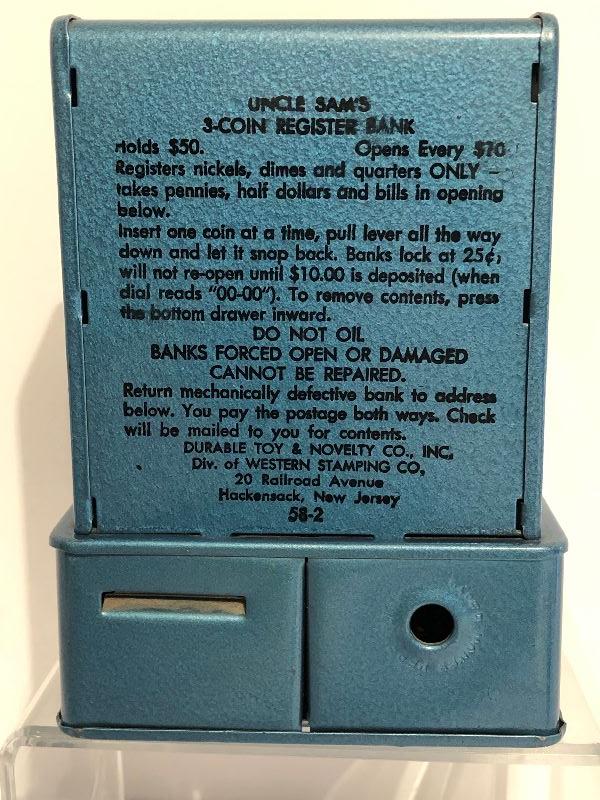 UNCLE SAM'S
3-COIN REGISTER BANK
Holds $50. Opens Every $10
Registers nickels, dimes and quarters ONLY –
takes pennies, half dollars and bills in opening
below.
Insert one coin at a time, pull lever all the way
down and let it snap back. Banks lock at 25¢,
will not re-open until $10.00 is deposited (when
dial reads "00-00"). To remove contents, press
the bottom drawer inward.
DO NOT OIL
BANKS FORCED OPEN OR DAMAGED
CANNOT BE REPAIRED.
Return mechanically defective bank to address
below. You pay the postage both ways. Check
will be mailed to you for contents.
DURABLE TOY & NOVELTY CO., INC.
Div. of WESTERN STAMPING CO.
20 Railroad Avenue
Hackensack, New Jersey
58-2